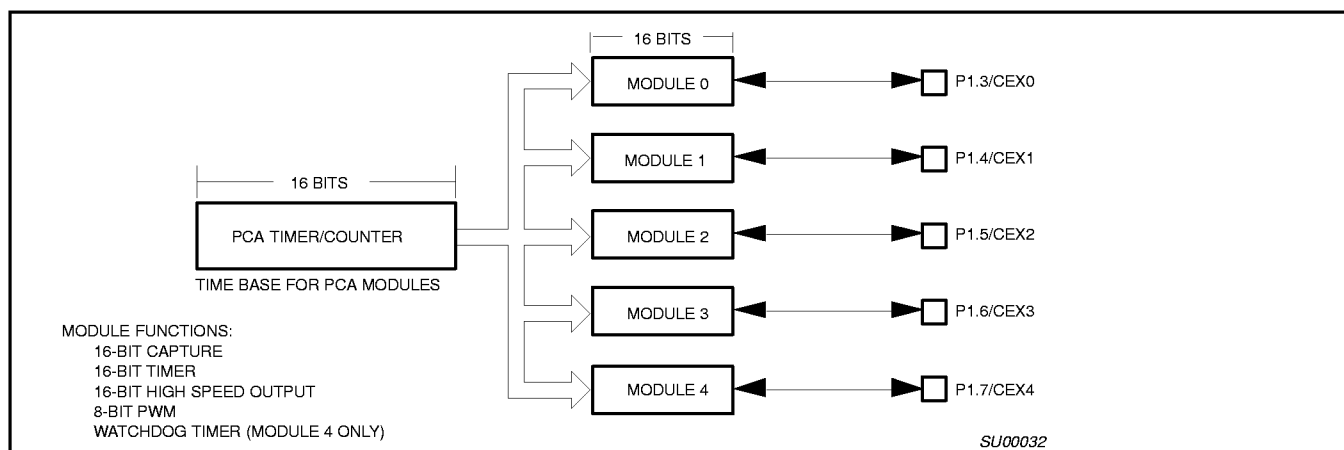 16 BITS
MODULE 0
P1.3/CEX0
MODULE 1
P1.4/CEX1
16 BITS
PCA TIMER/COUNTER
MODULE 2
P1.5/CEX2
TIME BASE FOR PCA MODULES
MODULE 3
P1.6/CEX3
MODULE FUNCTIONS:
16-BIT CAPTURE
16-BIT TIMER
16-BIT HIGH SPEED OUTPUT
8-BIT PWM
WATCHDOG TIMER (MODULE 4 ONLY)
MODULE 4
P1.7/CEX4
SU00032